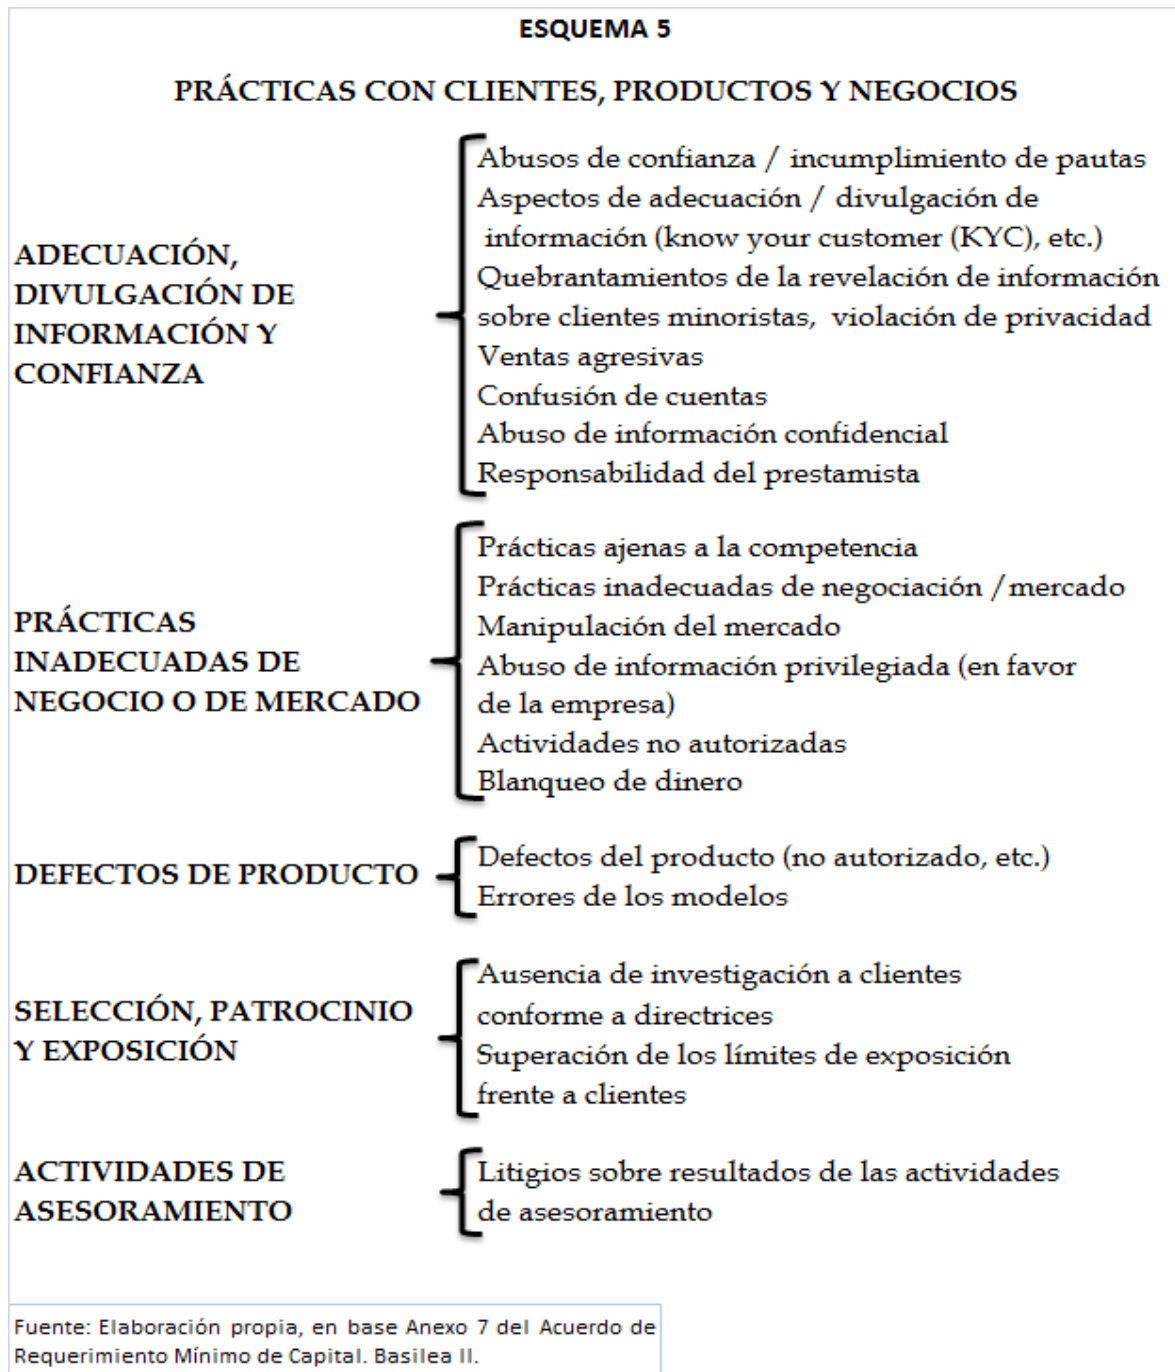 ESQUEMA 5
PRÁCTICAS CON CLIENTES, PRODUCTOS Y NEGOCIOS
ADECUACIÓN,
DIVULGACIÓN DE
INFORMACIÓN Y
CONFIANZA
Abusos de confianza / incumplimiento de pautas
Aspectos de adecuación / divulgación de
información (know your customer (KYC), etc.)
Quebrantamientos de la revelación de información
sobre clientes minoristas, violación de privacidad
Ventas agresivas
Confusión de cuentas
Abuso de información confidencial
Responsabilidad del prestamista
PRÁCTICAS
INADECUADAS DE
NEGOCIO O DE MERCADO
Prácticas ajenas a la competencia
Prácticas inadecuadas de negociación /mercado
Manipulación del mercado
Abuso de información privilegiada (en favor
de la empresa)
Actividades no autorizadas
Blanqueo de dinero
DEFECTOS DE PRODUCTO
Defectos del producto (no autorizado, etc.)
Errores de los modelos
SELECCIÓN, PATROCINIO
Y EXPOSICIÓN
Ausencia de investigación a clientes
conforme a directrices
Superación de los límites de exposición
frente a clientes
ACTIVIDADES DE
ASESORAMIENTO
Litigios sobre resultados de las actividades
de asesoramiento
Fuente: Elaboración propia, en base Anexo 7 del Acuerdo de
Requerimiento Mínimo de Capital. Basilea II.